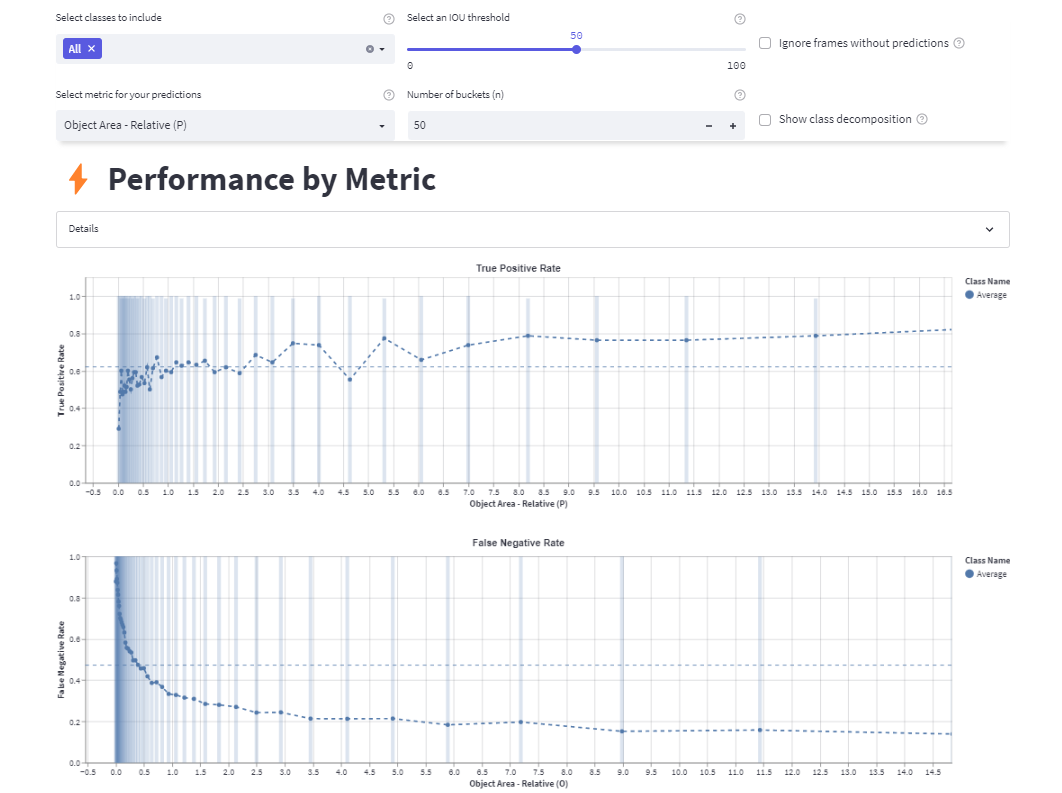 Select classes to include
Select an IOU threshold
All ×
50
0 100
Ignore frames without predictions
Select metric for your predictions
Number of buckets (n)
Object Area - Relative (P)
50 − +
Show class decomposition
Performance by Metric
Details
True Positive Rate
Class Name
Average
True Positive Rate
1.0
0.8
0.6
0.4
0.2
0.0
−0.5 0.0 0.5 1.0 1.5 2.0 2.5 3.0 3.5 4.0 4.5 5.0 5.5 6.0 6.5 7.0 7.5 8.0 8.5 9.0 9.5 10.0 10.5 11.0 11.5 12.0 12.5 13.0 13.5 14.0 14.5 15.0 15.5 16.0 16.5
Object Area - Relative (P)
False Negative Rate
Class Name
Average
False Negative Rate
1.0
0.8
0.6
0.4
0.2
0.0
−0.5 0.0 0.5 1.0 1.5 2.0 2.5 3.0 3.5 4.0 4.5 5.0 5.5 6.0 6.5 7.0 7.5 8.0 8.5 9.0 9.5 10.0 10.5 11.0 11.5 12.0 12.5 13.0 13.5 14.0 14.5
Object Area - Relative (O)